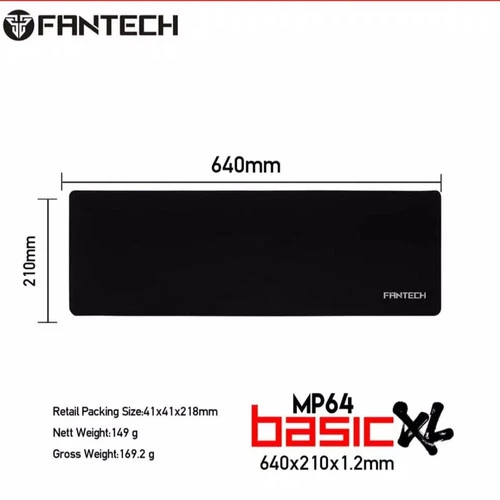 FANTECH
640mm
210mm
FANTECH
Retail Packing Size:41x41x218mm
Nett Weight:149 g
Gross Weight:169.2 g
MP64
basic XL
640x210x1.2mm